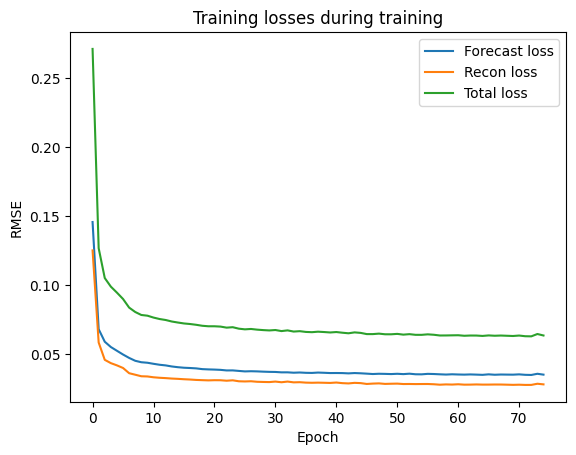 Training losses during training
Forecast loss
Recon loss
Total loss
RMSE
0.25
0.20
0.15
0.10
0.05
0 10 20 30 40 50 60 70
Epoch